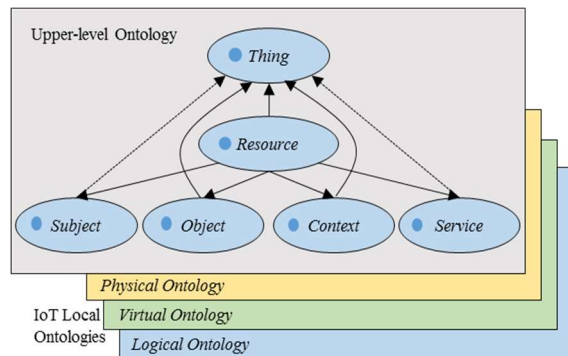 Upper-level Ontology
Thing
Resource
Subject
Object
Context
Service
Physical Ontology
IoT Local
Ontologies
Virtual Ontology
Logical Ontology